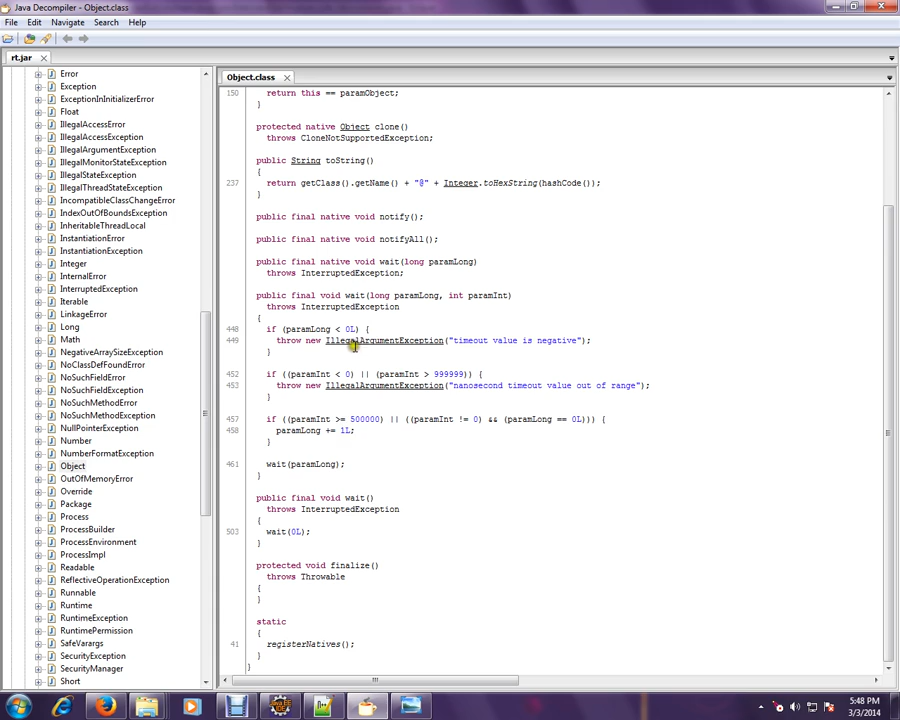 Java Decompiler - Object.class
File Edit Navigate Search Help
rt.jar
Error
Exception
ExceptionInInitializerError
Float
IllegalAccessError
IllegalAccessException
IllegalArgumentException
IllegalMonitorStateException
IllegalStateException
IllegalThreadStateException
IncompatibleClassChangeError
IndexOutOfBoundsException
InheritableThreadLocal
InstantiationError
InstantiationException
Integer
InternalError
InterruptedException
Iterable
LinkageError
Long
Math
NegativeArraySizeException
NoClassDefFoundError
NoSuchFieldError
NoSuchFieldException
NoSuchMethodError
NoSuchMethodException
NullPointerException
Number
NumberFormatException
Object
OutOfMemoryError
Override
Package
Process
ProcessBuilder
ProcessEnvironment
ProcessImpl
Readable
ReflectiveOperationException
Runnable
Runtime
RuntimeException
RuntimePermission
SafeVarargs
SecurityException
SecurityManager
Short
Object.class
150 return this == paramObject;
}
protected native Object clone()
throws CloneNotSupportedException;
public String toString()
{
237 return getClass().getName() + "@" + Integer.toHexString(hashCode());
}
public final native void notify();
public final native void notifyAll();
public final native void wait(long paramLong)
throws InterruptedException;
public final void wait(long paramLong, int paramInt)
throws InterruptedException
{
448 if (paramLong < 0L) {
449 throw new IllegalArgumentException("timeout value is negative");
}
452 if ((paramInt < 0) || (paramInt > 999999)) {
453 throw new IllegalArgumentException("nanosecond timeout value out of range");
}
457 if ((paramInt >= 500000) || ((paramInt != 0) && (paramLong == 0L))) {
458 paramLong += 1L;
}
461 wait(paramLong);
}
public final void wait()
throws InterruptedException
{
503 wait(0L);
}
protected void finalize()
throws Throwable
{
}
static
{
41 registerNatives();
}
}
5:48 PM
3/3/2014